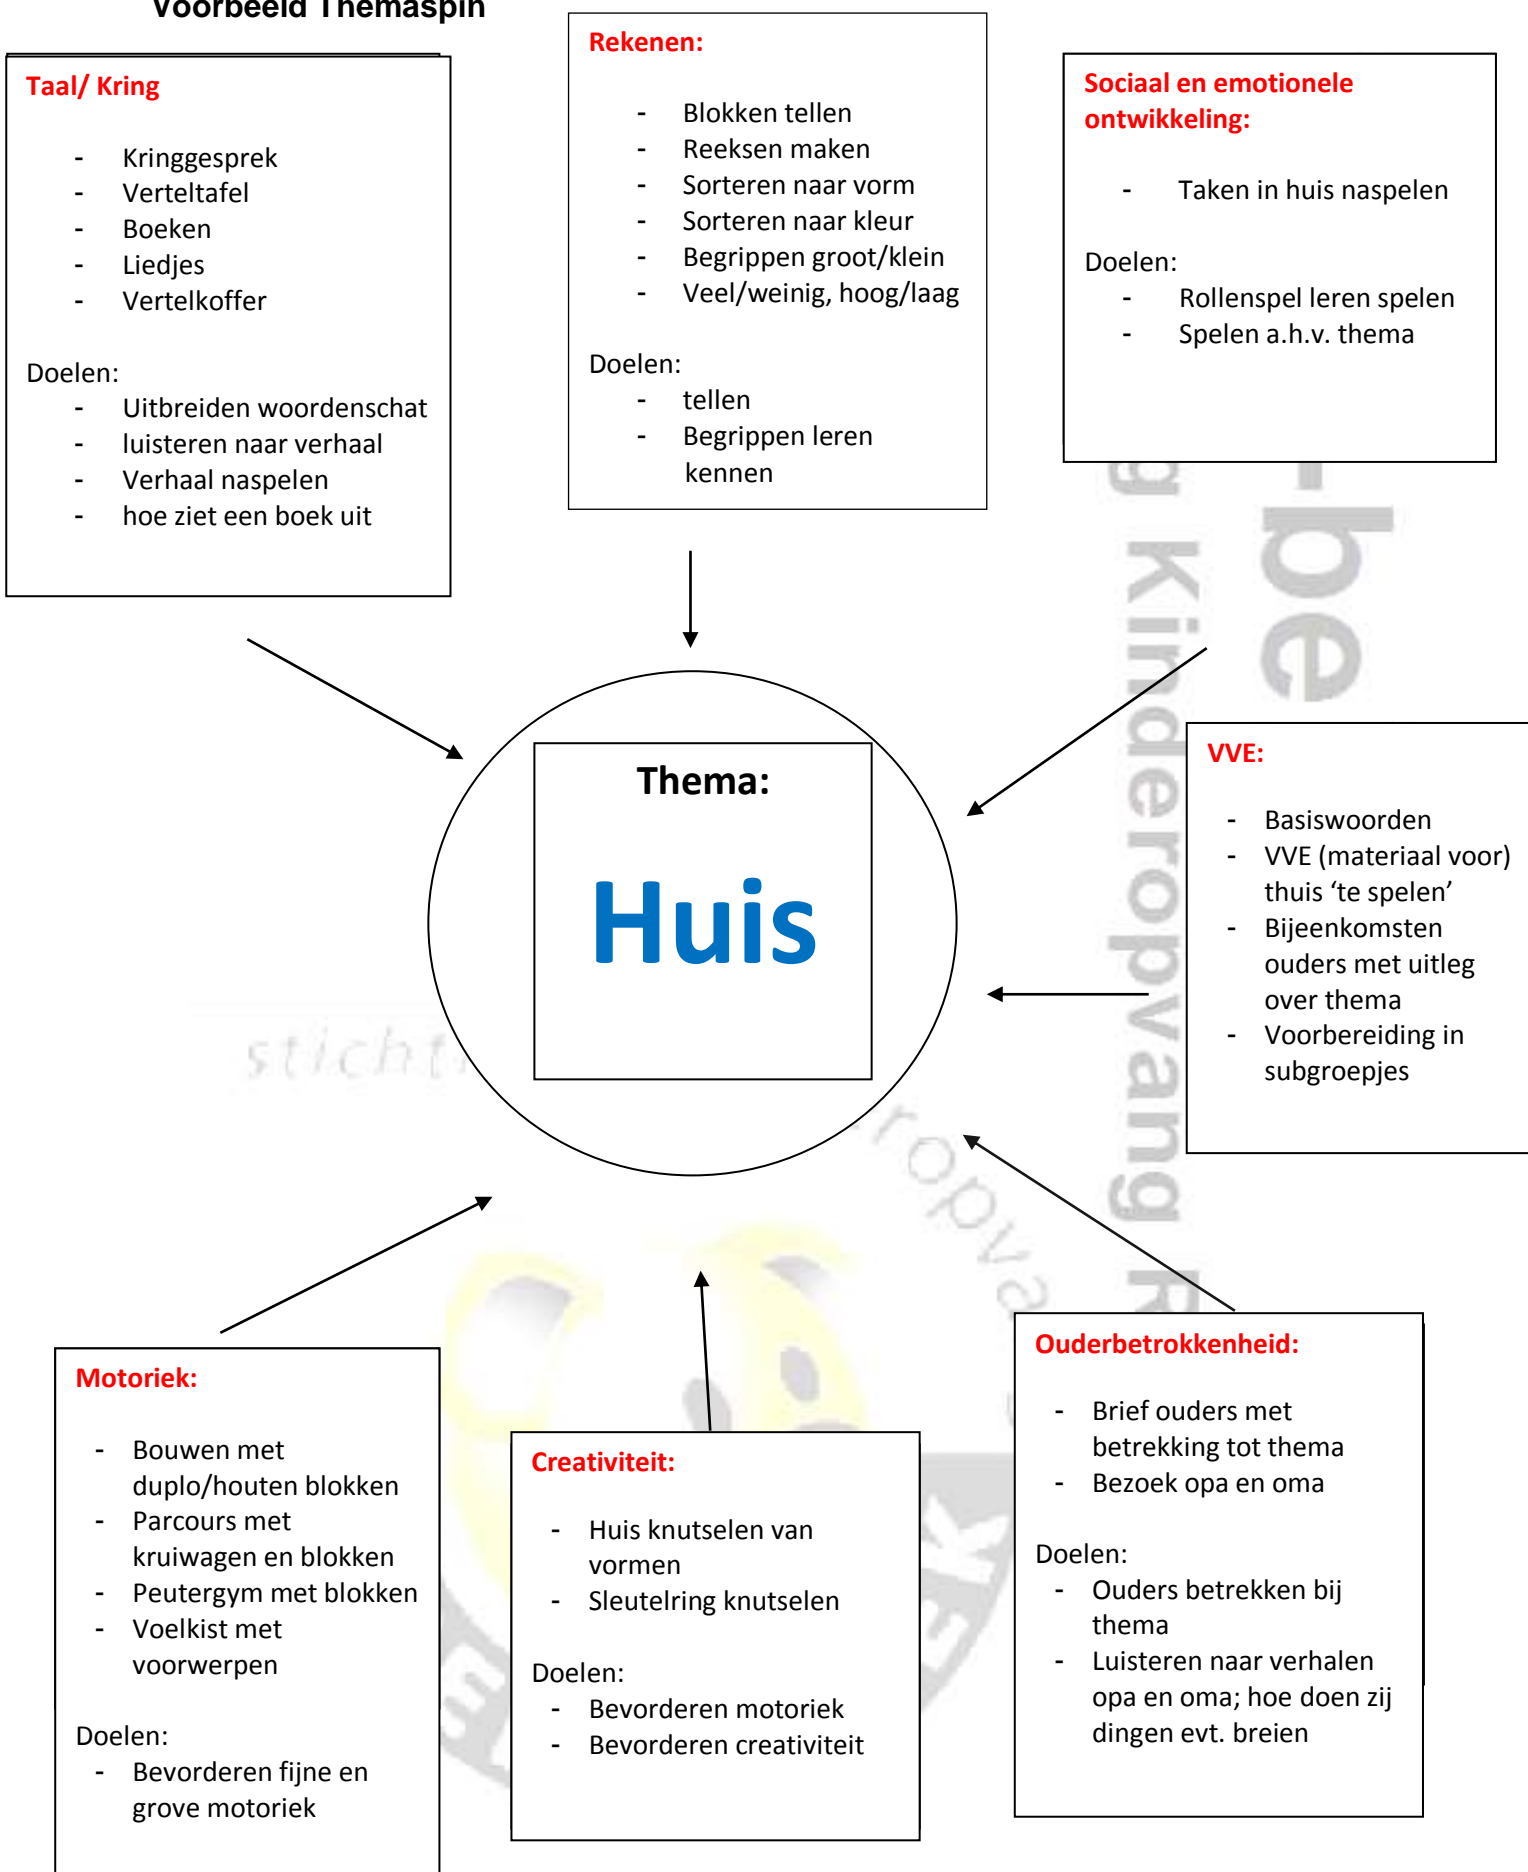 Voorbeeld Themaspin
Taal/ Kring
- Kringgesprek
- Verteltafel
- Boeken
- Liedjes
- Vertelkoffer
Doelen:
- Uitbreiden woordenschat
- luisteren naar verhaal
- Verhaal naspelen
- hoe ziet een boek uit
Rekenen:
- Blokken tellen
- Reeksen maken
- Sorteren naar vorm
- Sorteren naar kleur
- Begrippen groot/klein
- Veel/weinig, hoog/laag
Doelen:
- tellen
- Begrippen leren
kennen
Sociaal en emotionele
ontwikkeling:
- Taken in huis naspelen
Doelen:
- Rollenspel leren spelen
- Spelen a.h.v. thema
Thema:
Huis
VVE:
- Basiswoorden
- VVE (materiaal voor)
thuis ‘te spelen’
- Bijeenkomsten
ouders met uitleg
over thema
- Voorbereiding in
subgroepjes
Motoriek:
- Bouwen met
duplo/houten blokken
- Parcours met
kruiwagen en blokken
- Peutergym met blokken
- Voelkist met
voorwerpen
Doelen:
- Bevorderen fijne en
grove motoriek
Creativiteit:
- Huis knutselen van
vormen
- Sleutelring knutselen
Doelen:
- Bevorderen motoriek
- Bevorderen creativiteit
Ouderbetrokkenheid:
- Brief ouders met
betrekking tot thema
- Bezoek opa en oma
Doelen:
- Ouders betrekken bij
thema
- Luisteren naar verhalen
opa en oma; hoe doen zij
dingen evt. breien
-be
g Kinderopvang R
sticht